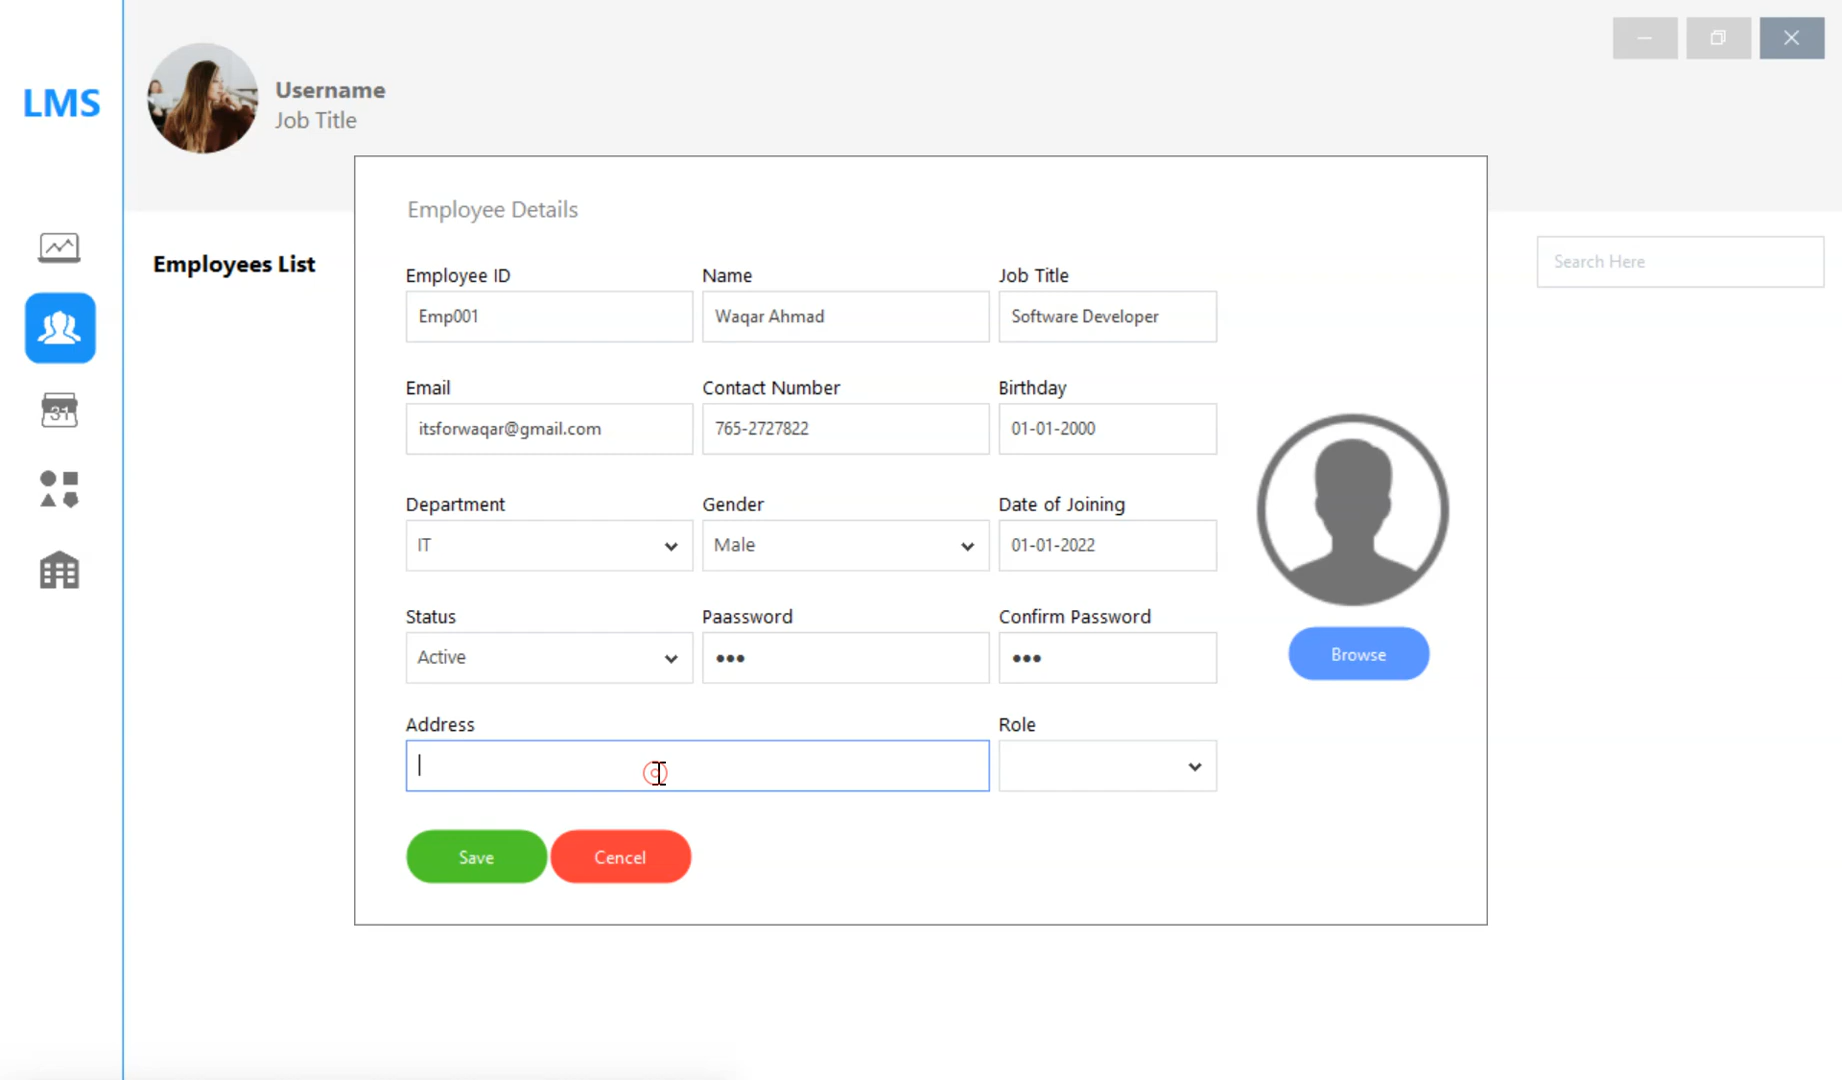 LMS
Username
Job Title
Employees List
Search Here
Employee Details
Employee ID
Name
Job Title
Emp001
Waqar Ahmad
Software Developer
Email
Contact Number
Birthday
itsforwaqar@gmail.com
765-2727822
01-01-2000
Department
Gender
Date of Joining
IT
Male
01-01-2022
Status
Paassword
Confirm Password
Active
•••
•••
Browse
Address
Role
Save
Cencel
31